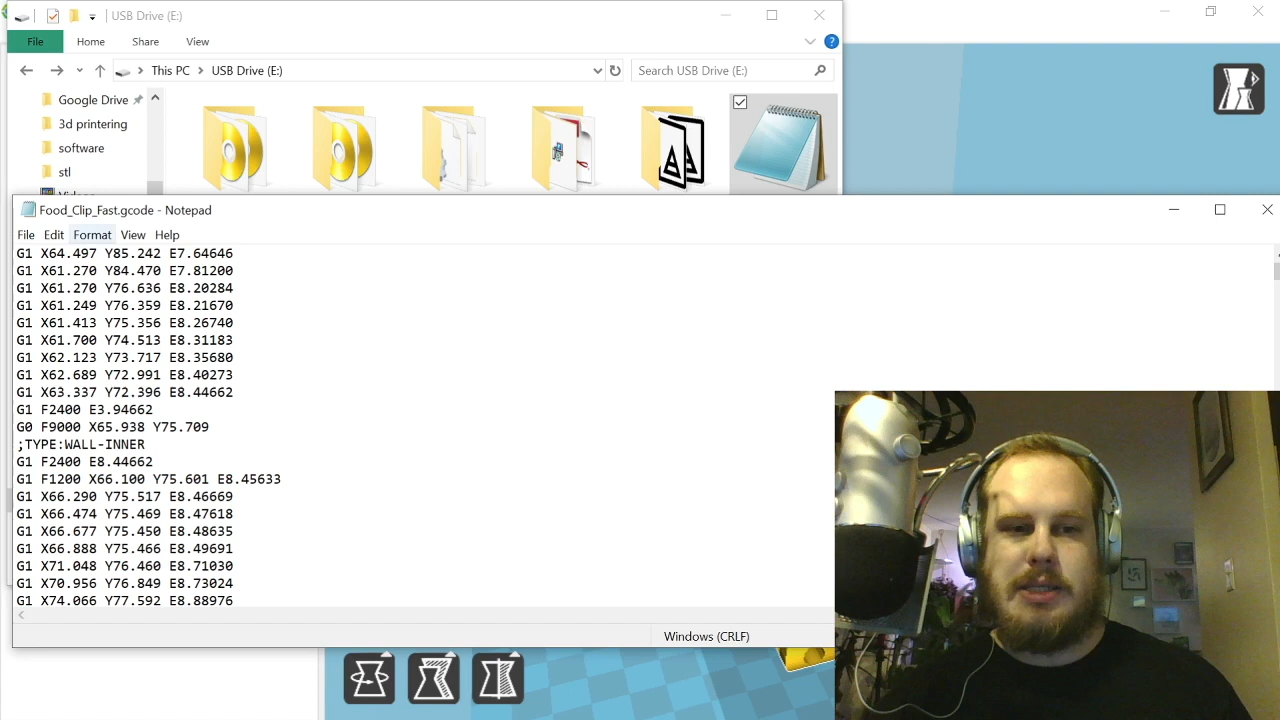 USB Drive (E:)
File Home Share View
This PC USB Drive (E:) Search USB Drive (E:)
Google Drive
3d printering
software
stl
Food_Clip_Fast.gcode - Notepad
File Edit Format View Help
G1 X64.497 Y85.242 E7.64646
G1 X61.270 Y84.470 E7.81200
G1 X61.270 Y76.636 E8.20284
G1 X61.249 Y76.359 E8.21670
G1 X61.413 Y75.356 E8.26740
G1 X61.700 Y74.513 E8.31183
G1 X62.123 Y73.717 E8.35680
G1 X62.689 Y72.991 E8.40273
G1 X63.337 Y72.396 E8.44662
G1 F2400 E3.94662
G0 F9000 X65.938 Y75.709
;TYPE:WALL-INNER
G1 F2400 E8.44662
G1 F1200 X66.100 Y75.601 E8.45633
G1 X66.290 Y75.517 E8.46669
G1 X66.474 Y75.469 E8.47618
G1 X66.677 Y75.450 E8.48635
G1 X66.888 Y75.466 E8.49691
G1 X71.048 Y76.460 E8.71030
G1 X70.956 Y76.849 E8.73024
G1 X74.066 Y77.592 E8.88976
Windows (CRLF)